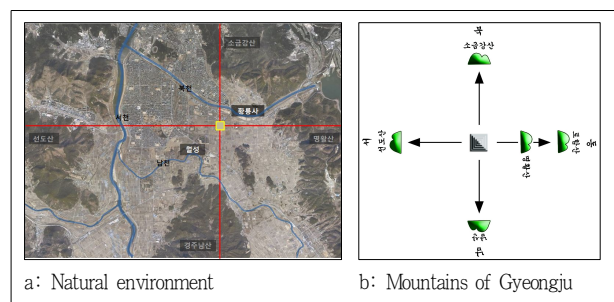 소금강산
북천
황룡사
서천
선도산
명활산
월성
남천
경주남산
북
소금강산
서
선도산
명활산
토함산
동
남산
남
a: Natural environment
b: Mountains of Gyeongju